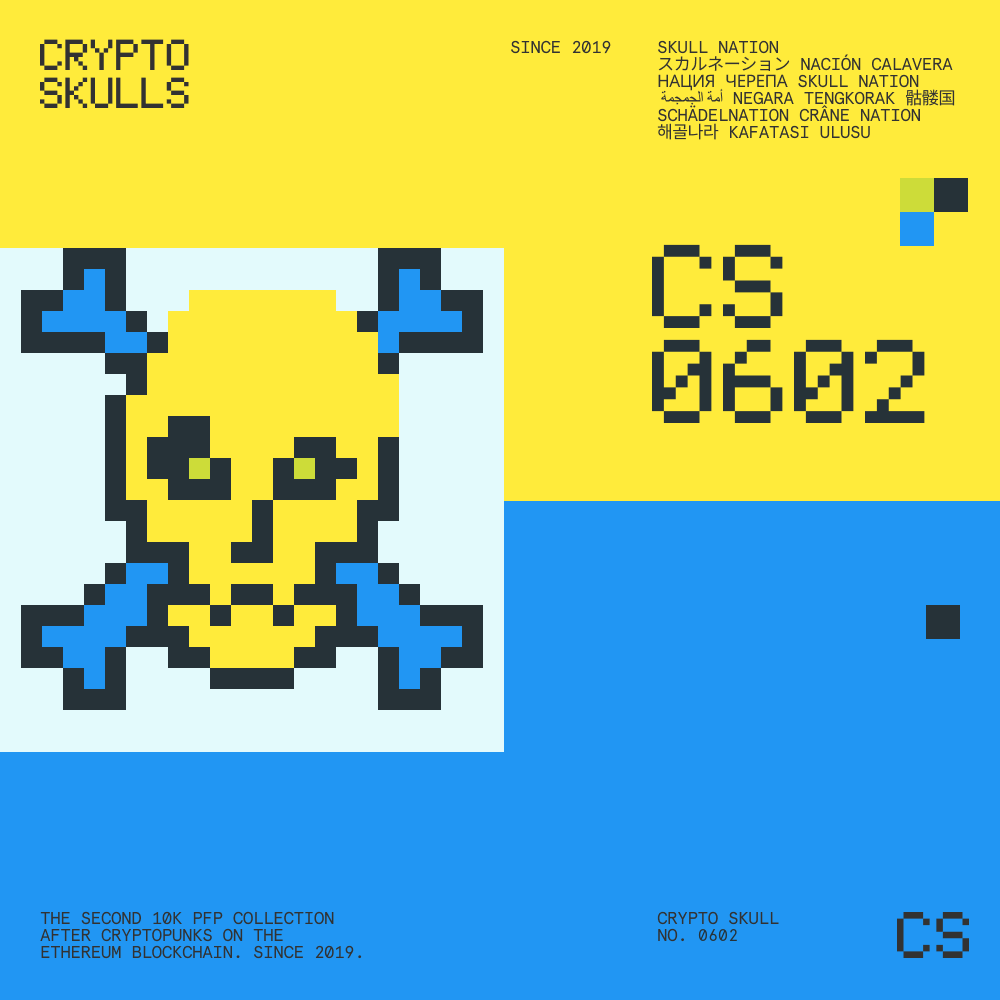 CRYPTO
SKULLS
SINCE 2019
SKULL NATION
スカルネーション NACIÓN CALAVERA
НАЦИЯ ЧЕРЕПА SKULL NATION
أمة الجمجمة NEGARA TENGKORAK 骷髅国
SCHÄDELNATION CRÂNE NATION
해골나라 KAFATASI ULUSU
CS
0602
THE SECOND 10K PFP COLLECTION
AFTER CRYPTOPUNKS ON THE
ETHEREUM BLOCKCHAIN. SINCE 2019.
CRYPTO SKULL
NO. 0602
CS